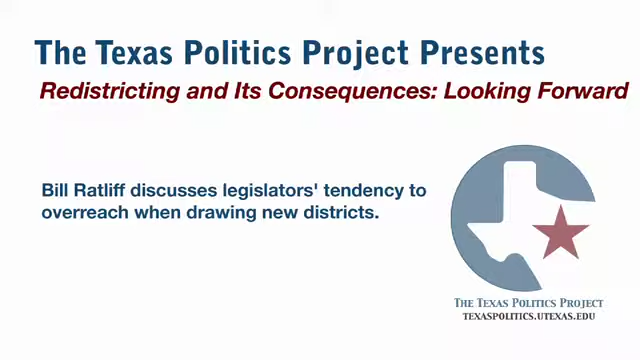 The Texas Politics Project Presents
Redistricting and Its Consequences: Looking Forward
Bill Ratliff discusses legislators' tendency to
overreach when drawing new districts.
THE TEXAS POLITICS PROJECT
TEXASPOLITICS.UTEXAS.EDU